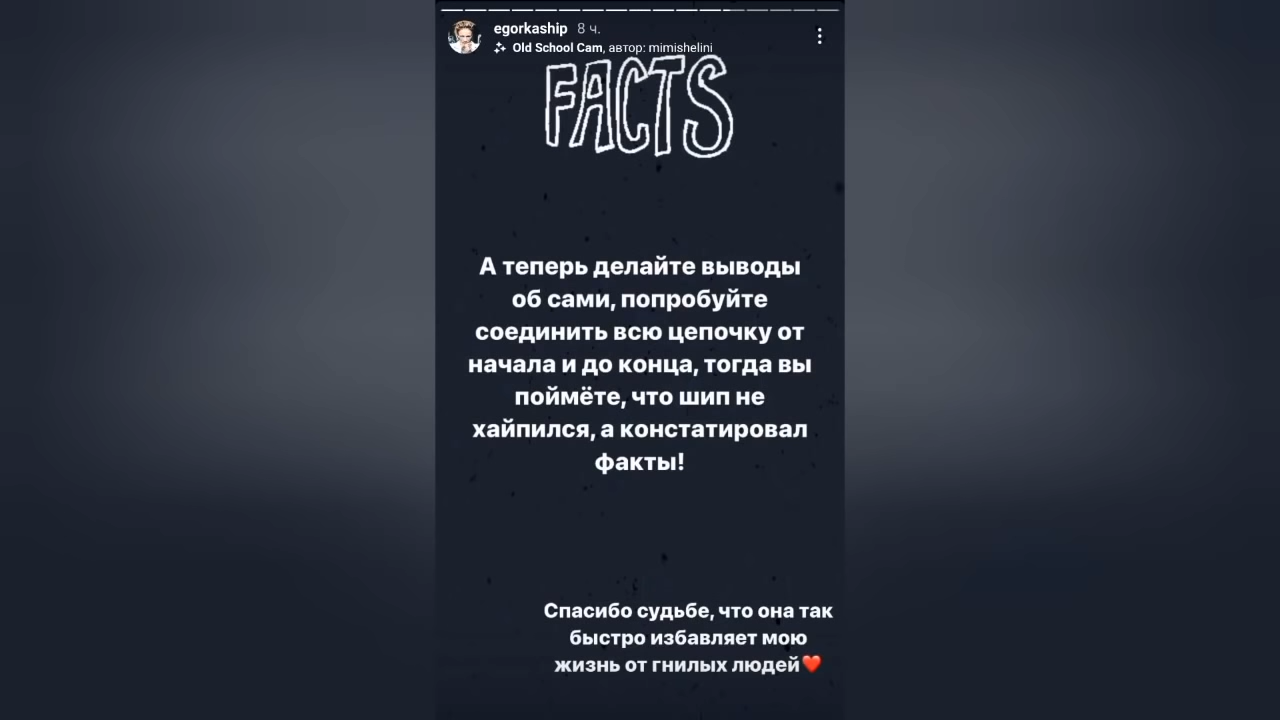 egorkaship 8 ч.
Old School Cam, автор: mimishelini
FACTS
А теперь делайте выводы
об сами, попробуйте
соединить всю цепочку от
начала и до конца, тогда вы
поймёте, что шип не
хайпился, а констатировал
факты!
Спасибо судьбе, что она так
быстро избавляет мою
жизнь от гнилых людей❤️